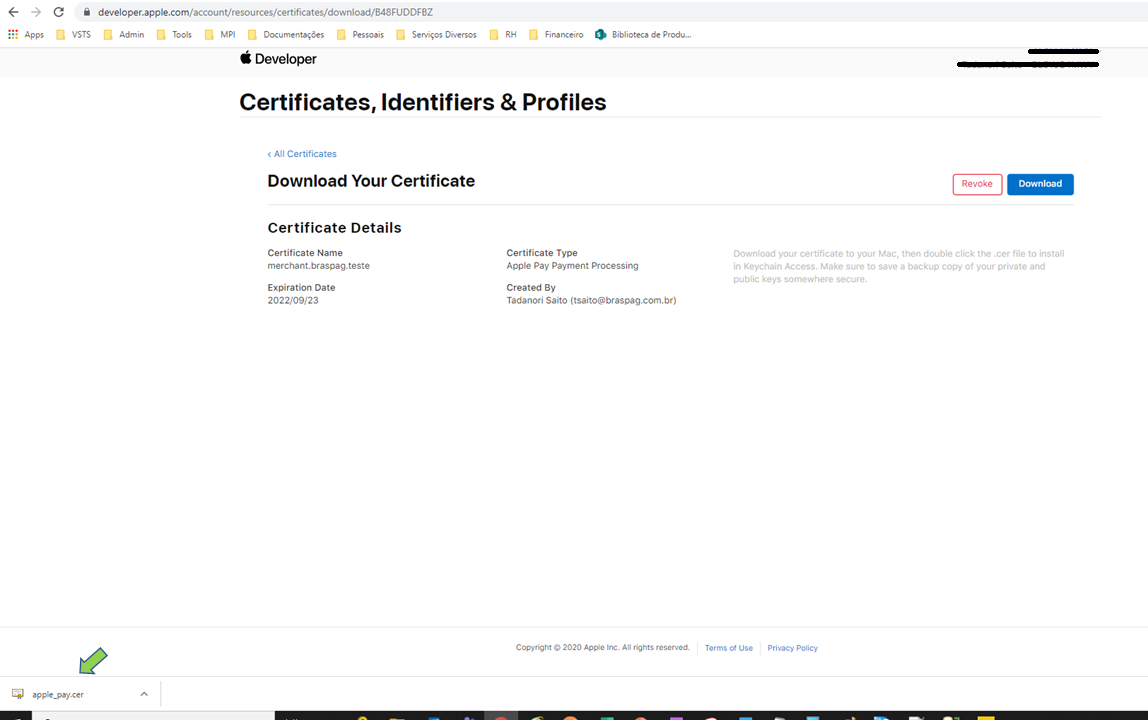 developer.apple.com/account/resources/certificates/download/B48FUDDFBZ
Apps VSTS Admin Tools MPI Documentações Pessoais Serviços Diversos RH Financeiro Biblioteca de Produ...
Developer
Certificates, Identifiers & Profiles
‹ All Certificates
Download Your Certificate
Revoke Download
Certificate Details
Certificate Name
merchant.braspag.teste
Expiration Date
2022/09/23
Certificate Type
Apple Pay Payment Processing
Created By
Tadanori Saito (tsaito@braspag.com.br)
Download your certificate to your Mac, then double click the .cer file to install
in Keychain Access. Make sure to save a backup copy of your private and
public keys somewhere secure.
Copyright © 2020 Apple Inc. All rights reserved. Terms of Use Privacy Policy
apple_pay.cer